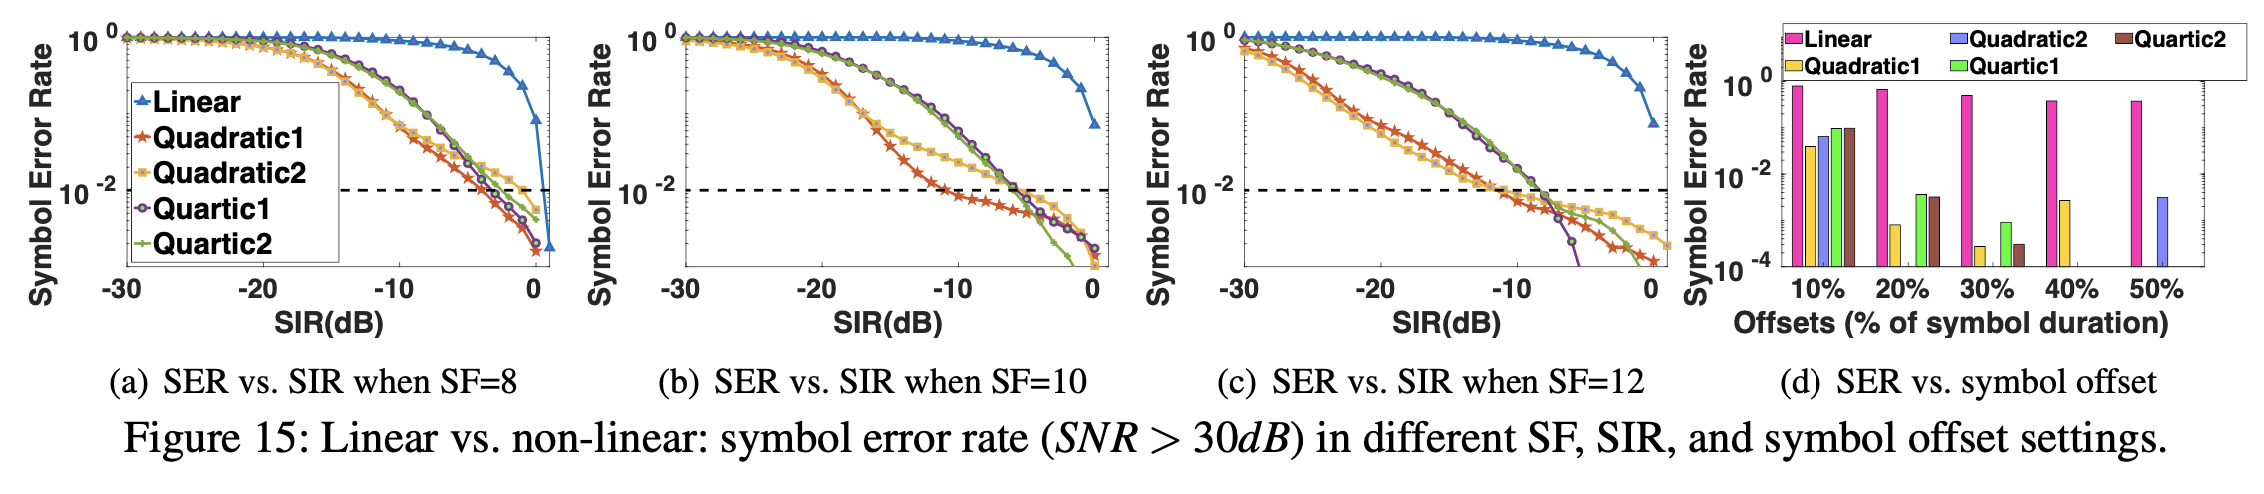 Symbol Error Rate
10 0
10 -2
Linear
Quadratic1
Quadratic2
Quartic1
Quartic2
-30 -20 -10 0
SIR(dB)
(a) SER vs. SIR when SF=8
Symbol Error Rate
10 0
10 -2
-30 -20 -10 0
SIR(dB)
(b) SER vs. SIR when SF=10
Symbol Error Rate
10 0
10 -2
-30 -20 -10 0
SIR(dB)
(c) SER vs. SIR when SF=12
Symbol Error Rate
Linear Quadratic2 Quartic2
Quadratic1 Quartic1
10 0
10 -2
10 -4
10% 20% 30% 40% 50%
Offsets (% of symbol duration)
(d) SER vs. symbol offset
Figure 15: Linear vs. non-linear: symbol error rate (SNR > 30dB) in different SF, SIR, and symbol offset settings.